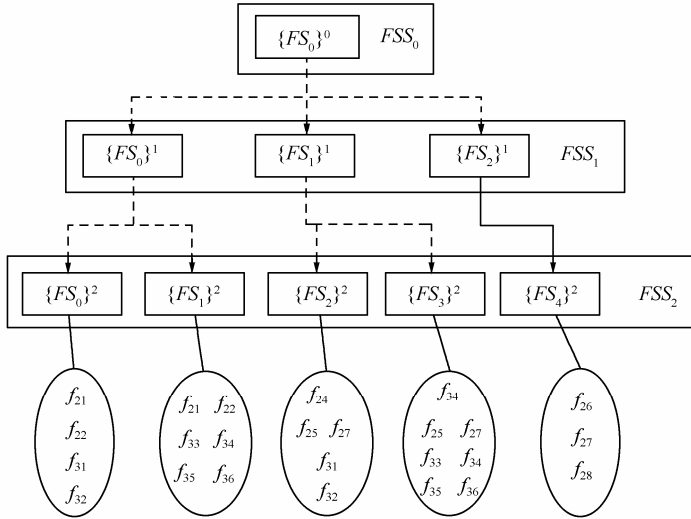 {FS₀}⁰ FSS₀
{FS₀}¹ {FS₁}¹ {FS₂}¹ FSS₁
{FS₀}² {FS₁}² {FS₂}² {FS₃}² {FS₄}² FSS₂
f₂₁
f₂₂
f₃₁
f₃₂
f₂₁ f₂₂
f₃₃ f₃₄
f₃₅ f₃₆
f₂₄
f₂₅ f₂₇
f₃₁
f₃₂
f₃₄
f₂₅ f₂₇
f₃₃ f₃₄
f₃₅ f₃₆
f₂₆
f₂₇
f₂₈